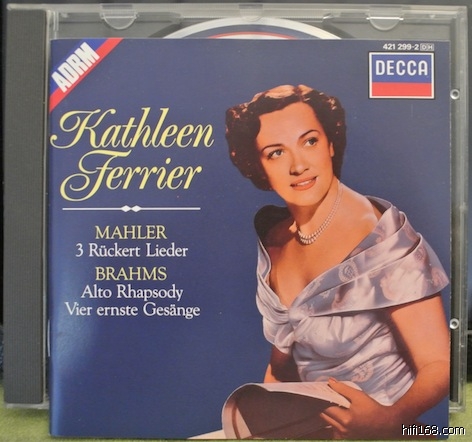 ADRM
421 299-2 DH
DECCA
Kathleen
Ferrier
MAHLER
3 Rückert Lieder
BRAHMS
Alto Rhapsody
Vier ernste Gesänge
hifi168.com